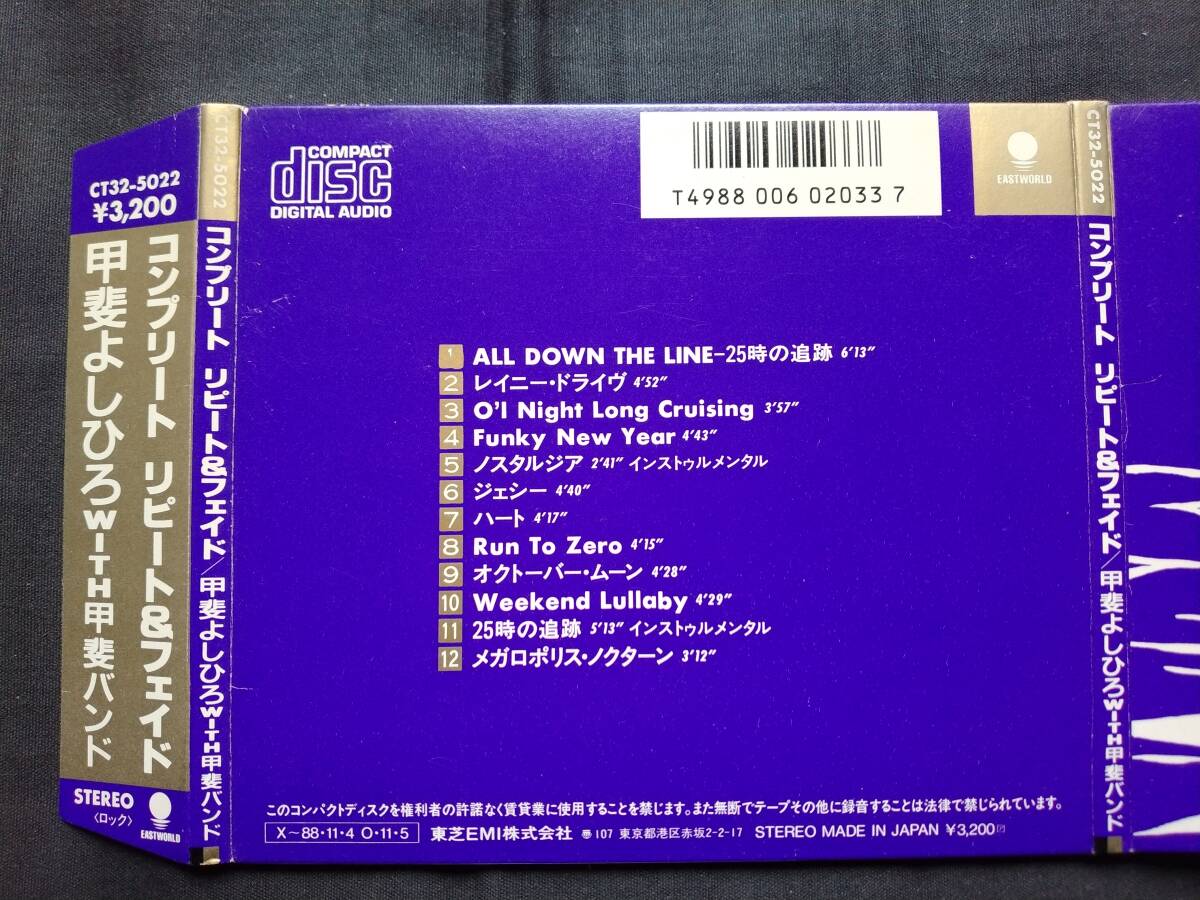 CT32-5022
¥3,200
コンプリート リピート&フェイド
甲斐よしひろWITH甲斐バンド
STEREO
〈ロック〉
EASTWORLD
CT32-5022
コンプリート リピート&フェイド/甲斐よしひろWITH甲斐バンド
COMPACT
disc
DIGITAL AUDIO
T4988 006 02033 7
EASTWORLD
1 ALL DOWN THE LINE-25時の追跡 6'13"
2 レイニー・ドライヴ 4'52"
3 O'l Night Long Cruising 3'57"
4 Funky New Year 4'43"
5 ノスタルジア 2'41" インストゥルメンタル
6 ジェシー 4'40"
7 ハート 4'17"
8 Run To Zero 4'15"
9 オクトーバー・ムーン 4'28"
10 Weekend Lullaby 4'29"
11 25時の追跡 5'13" インストゥルメンタル
12 メガロポリス・ノクターン 3'12"
このコンパクトディスクを権利者の許諾なく賃貸業に使用することを禁じます。また無断でテープその他に録音することは法律で禁じられています。
X~88・11・4 O・11・5 東芝EMI株式会社 〒107 東京都港区赤坂2-2-17 STEREO MADE IN JAPAN ¥3,200
CT32-5022
コンプリート リピート&フェイド/甲斐よしひろWITH甲斐バンド